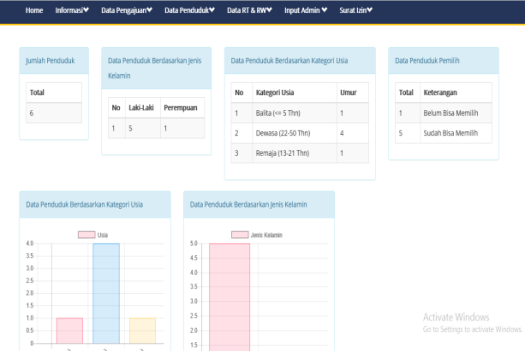 Home Informasi Data Pengajuan Data Penduduk Data RT & RW Input Admin Surat Izin
Jumlah Penduduk
Total
6
Data Penduduk Berdasarkan Jenis
Kelamin
No Laki-Laki Perempuan
1 5 1
Data Penduduk Berdasarkan Kategori Usia
No Kategori Usia Umur
1 Balita (<= 5 Thn) 1
2 Dewasa (22-50 Thn) 4
3 Remaja (13-21 Thn) 1
Data Penduduk Pemilih
Total Keterangan
1 Belum Bisa Memilih
5 Sudah Bisa Memilih
Data Penduduk Berdasarkan Kategori Usia
Usia
4.0
3.5
3.0
2.5
2.0
1.5
1.0
0.5
0
Data Penduduk Berdasarkan Jenis Kelamin
Jenis Kelamin
5.0
4.5
4.0
3.5
3.0
2.5
2.0
1.5
Activate Windows
Go to Settings to activate Windows.